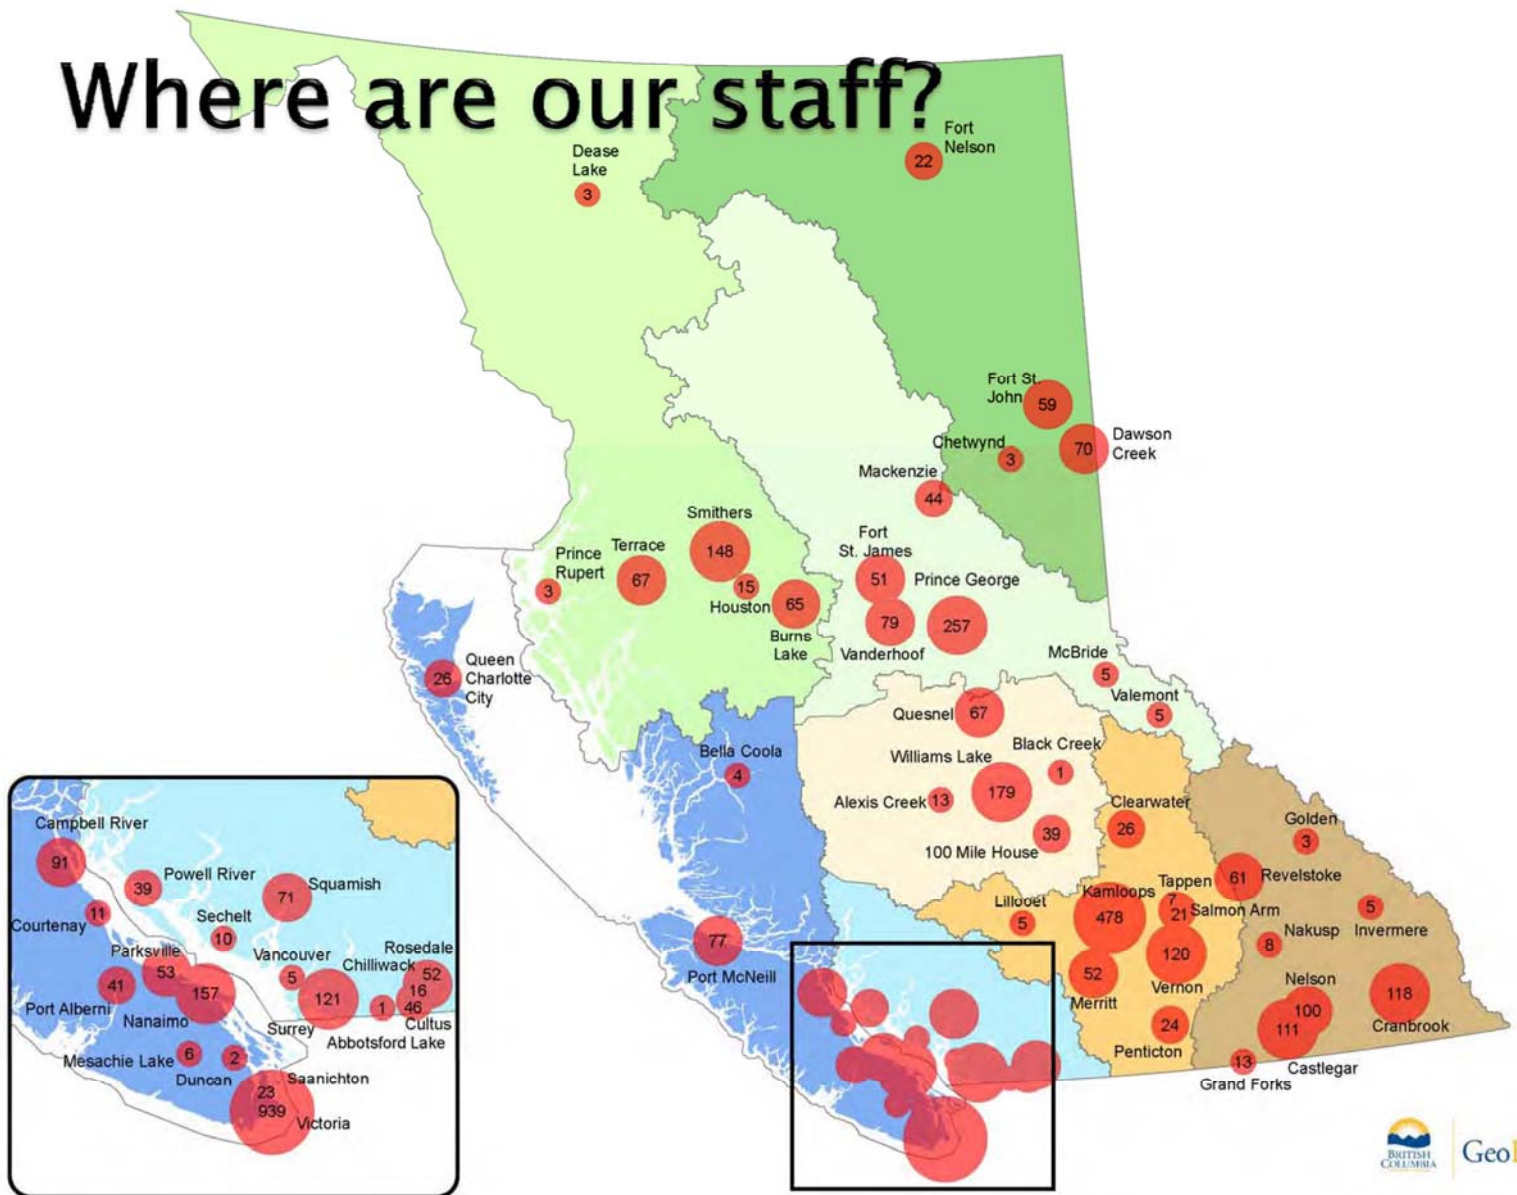 Where are our staff?
Fort
Nelson
22
Dease
Lake
3
Fort St.
John
59
Dawson
Creek
70
Chetwynd
3
Mackenzie
44
Smithers
148
Fort
St. James
51
Prince
Rupert
3
Terrace
67
15
Houston
65
Burns
Lake
Prince George
257
79
Vanderhoof
McBride
5
Valemont
5
Queen
Charlotte
City
26
Quesnel
67
Bella Coola
4
Williams Lake
179
Black Creek
1
Alexis Creek
13
39
100 Mile House
Clearwater
26
Golden
3
61
Revelstoke
Tappen
7
21
Salmon Arm
Kamloops
478
Lillooet
5
5
Invermere
8
Nakusp
120
Vernon
52
Merritt
24
Penticton
Nelson
100
111
Castlegar
118
Cranbrook
13
Grand Forks
77
Port McNeill
Campbell River
91
39
Powell River
71
Squamish
11
Courtenay
Sechelt
10
Parksville
53
Vancouver
5
Rosedale
Chilliwack
52
16
46
Cultus
Lake
41
Port Alberni
157
Nanaimo
121
Surrey
1
Abbotsford
Mesachie Lake
6
2
Duncan
Saanichton
23
939
Victoria
BRITISH
COLUMBIA
Geo